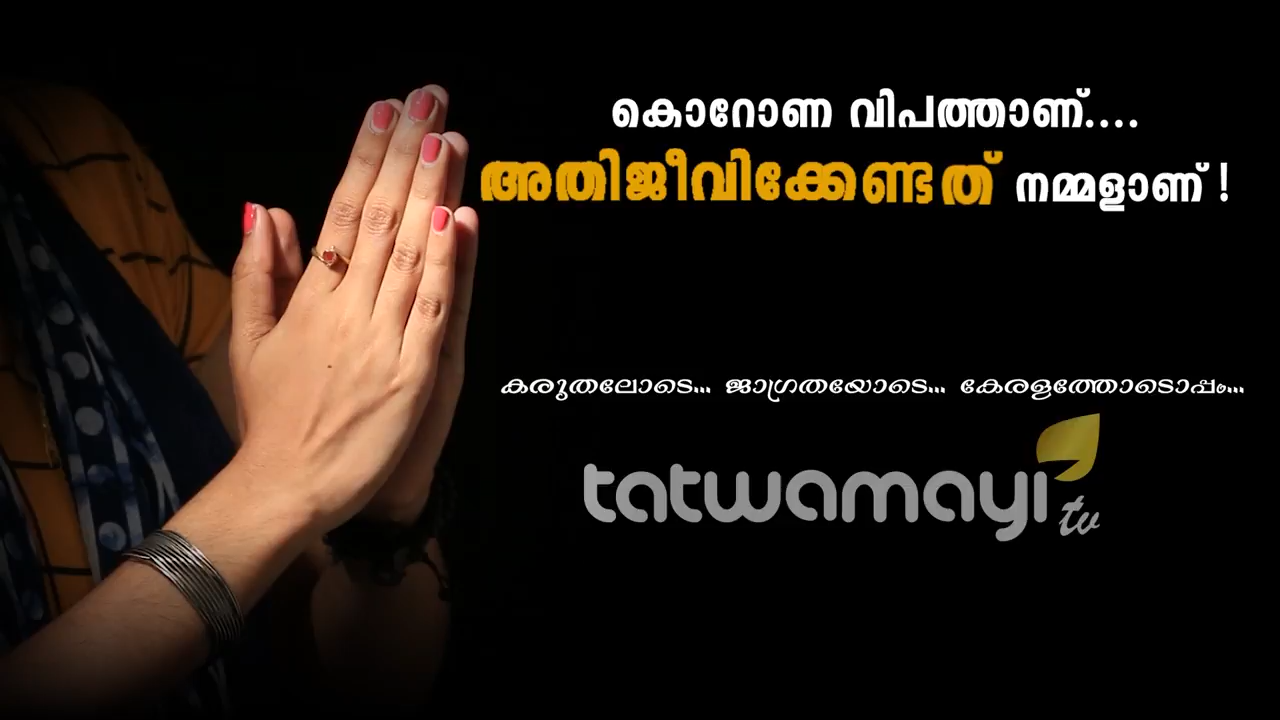 കൊറോണ വിപത്താണ്....
അതിജീവിക്കേണ്ടത് നമ്മളാണ് !
കരുതലോടെ... ജാഗ്രതയോടെ... കേരളത്തോടൊപ്പം...
tatwamayi
tv